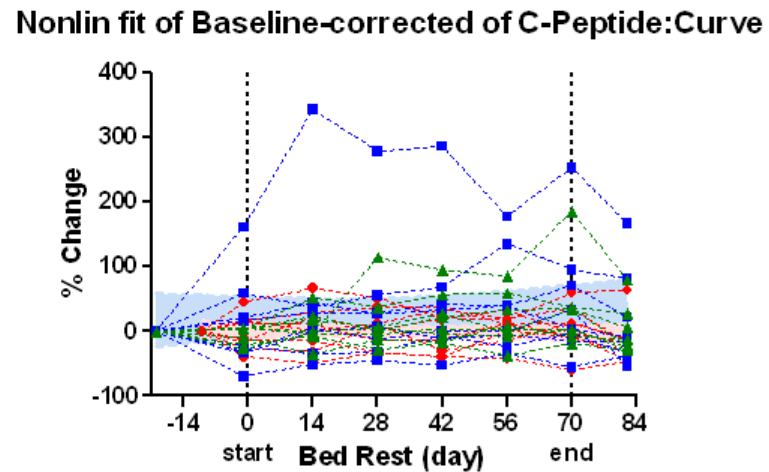 Nonlin fit of Baseline-corrected of C-Peptide:Curve
400
300
200
100
0
-100
% Change
-14 0 14 28 42 56 70 84
start Bed Rest (day) end